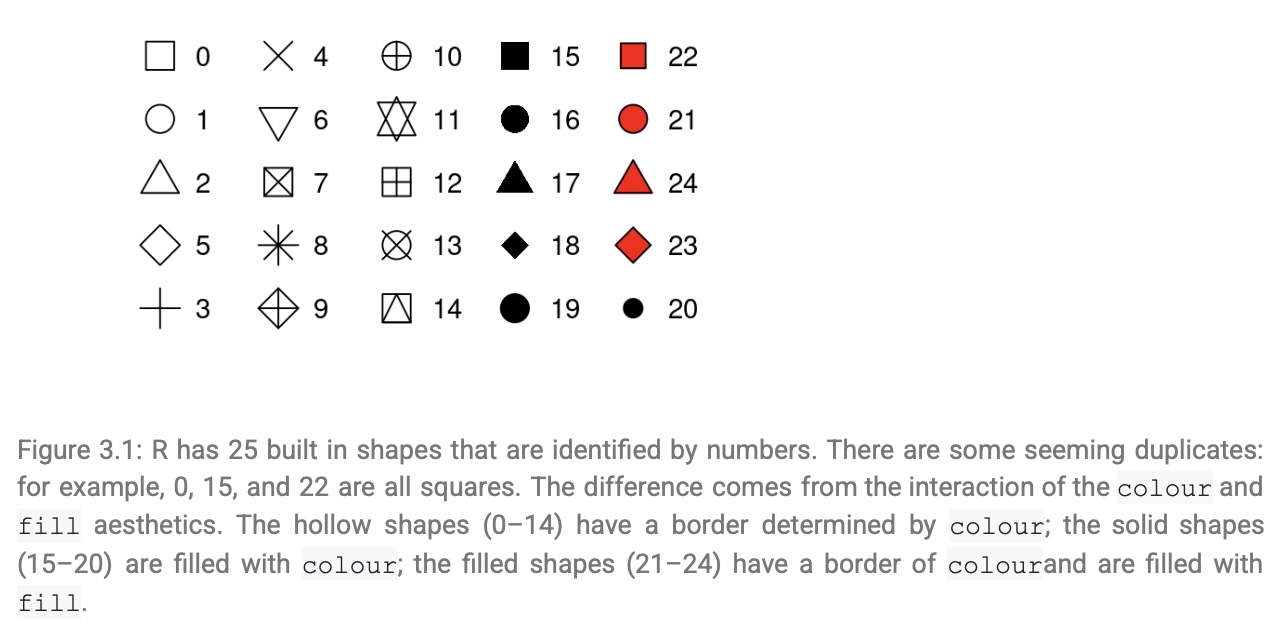 0 4 10 15 22
1 6 11 16 21
2 7 12 17 24
5 8 13 18 23
3 9 14 19 20
Figure 3.1: R has 25 built in shapes that are identified by numbers. There are some seeming duplicates:
for example, 0, 15, and 22 are all squares. The difference comes from the interaction of the colour and
fill aesthetics. The hollow shapes (0–14) have a border determined by colour; the solid shapes
(15–20) are filled with colour; the filled shapes (21–24) have a border of colourand are filled with
fill.